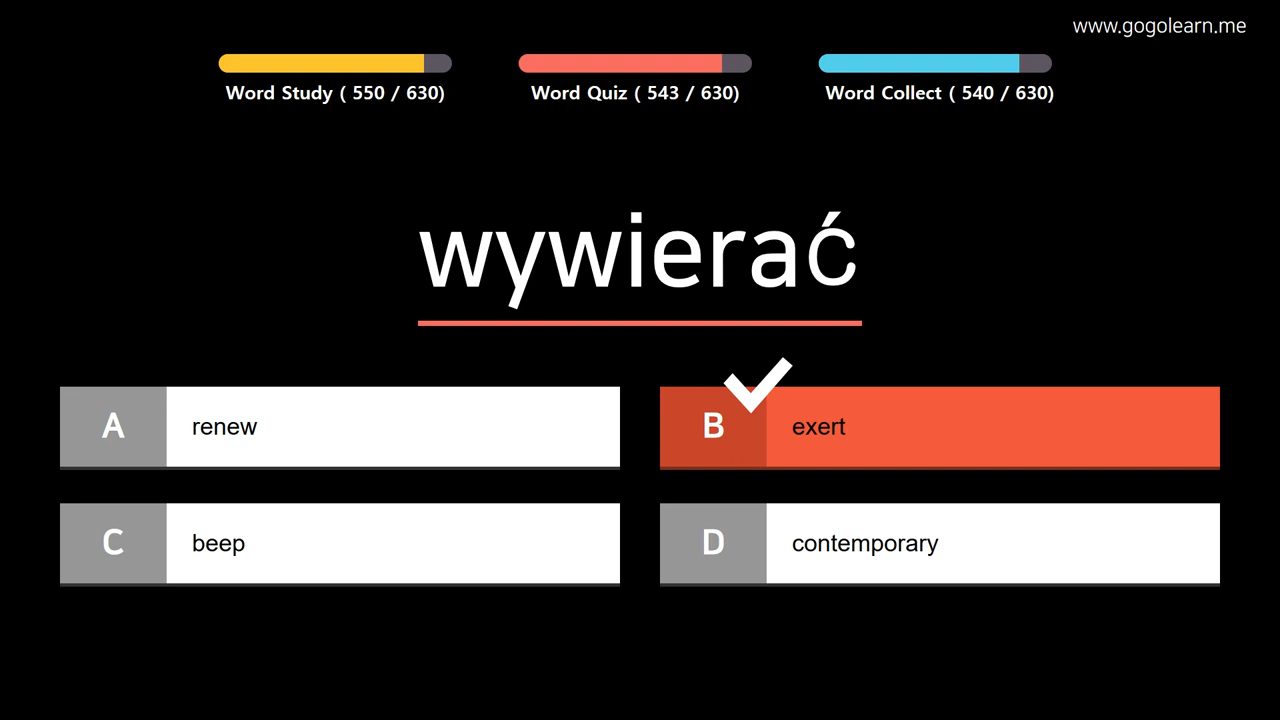 www.gogolearn.me
Word Study ( 550 / 630)
Word Quiz ( 543 / 630)
Word Collect ( 540 / 630)
wywierać
A renew
B exert
C beep
D contemporary